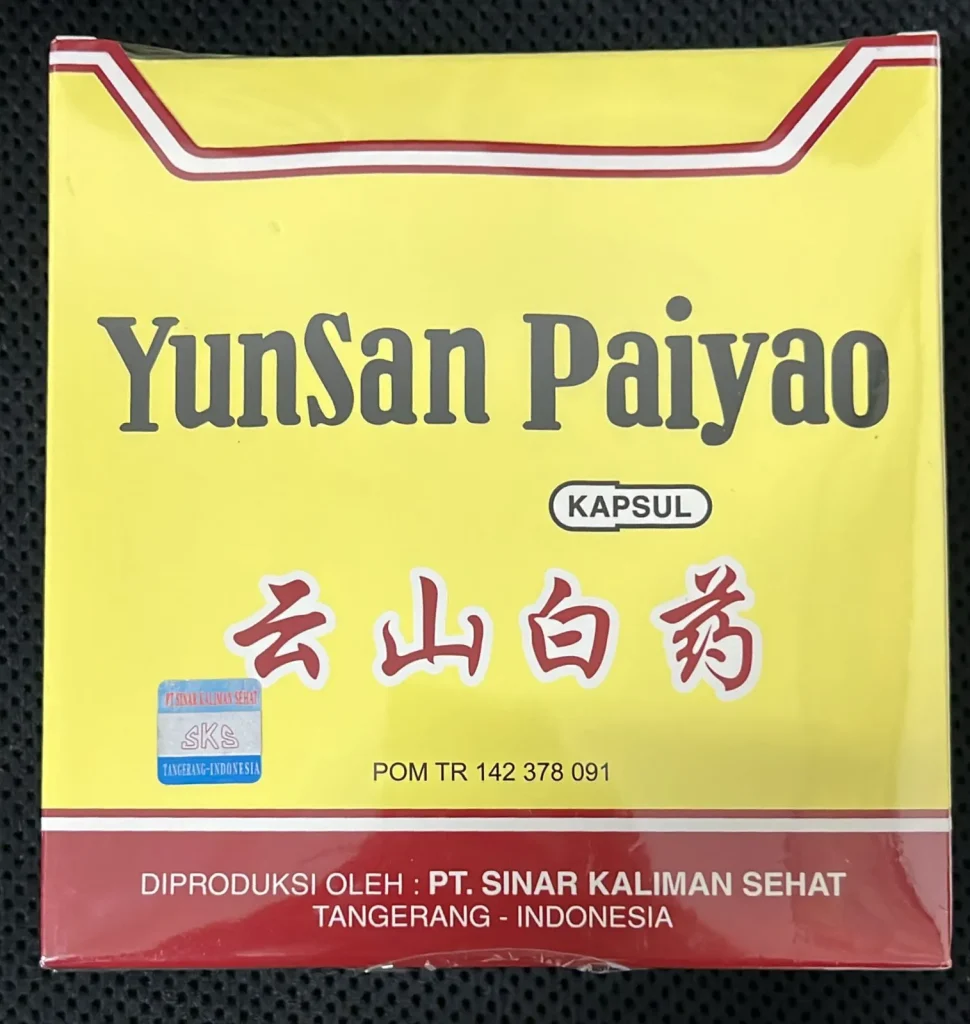 YunSan Paiyao
KAPSUL
云山白药
PT SINAR KALIMAN SEHAT
SKS
TANGERANG-INDONESIA
POM TR 142 378 091
DIPRODUKSI OLEH : PT. SINAR KALIMAN SEHAT
TANGERANG - INDONESIA